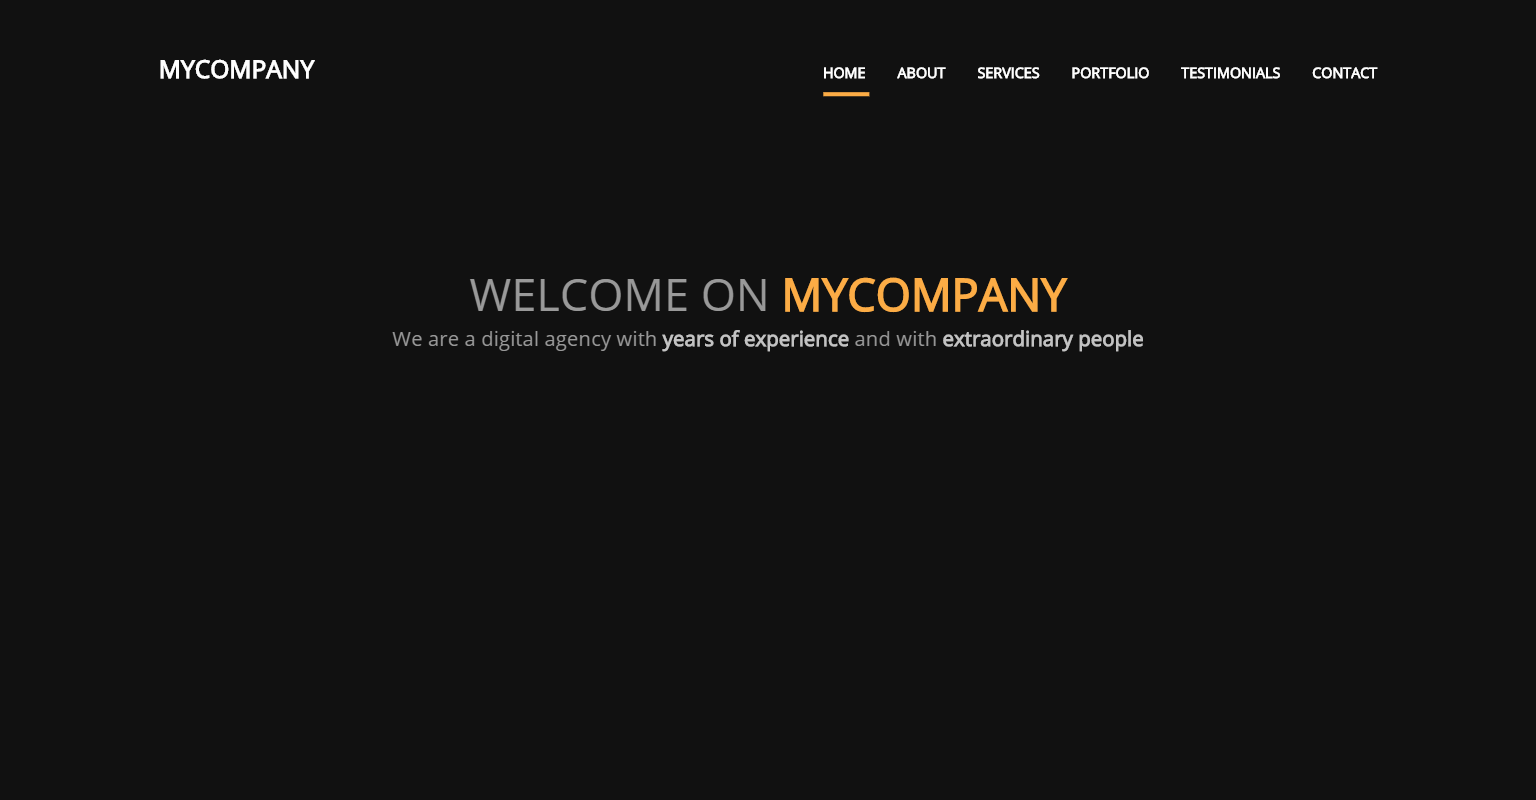 MYCOMPANY
HOME ABOUT SERVICES PORTFOLIO TESTIMONIALS CONTACT
WELCOME ON MYCOMPANY
We are a digital agency with years of experience and with extraordinary people